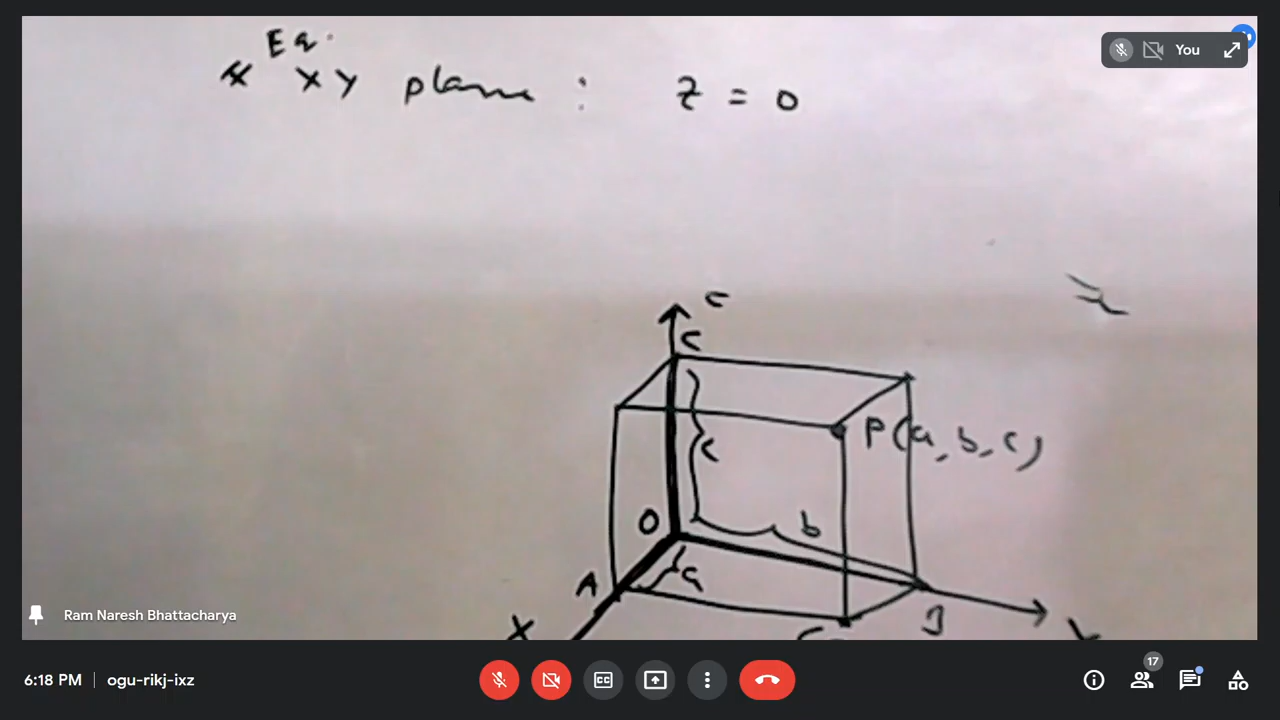 Eq.
XY plane : z = 0
You
C
C
P(a, b, c)
c
O
b
a
A
B
X
Y
Ram Naresh Bhattacharya
17
6:18 PM | ogu-rikj-ixz